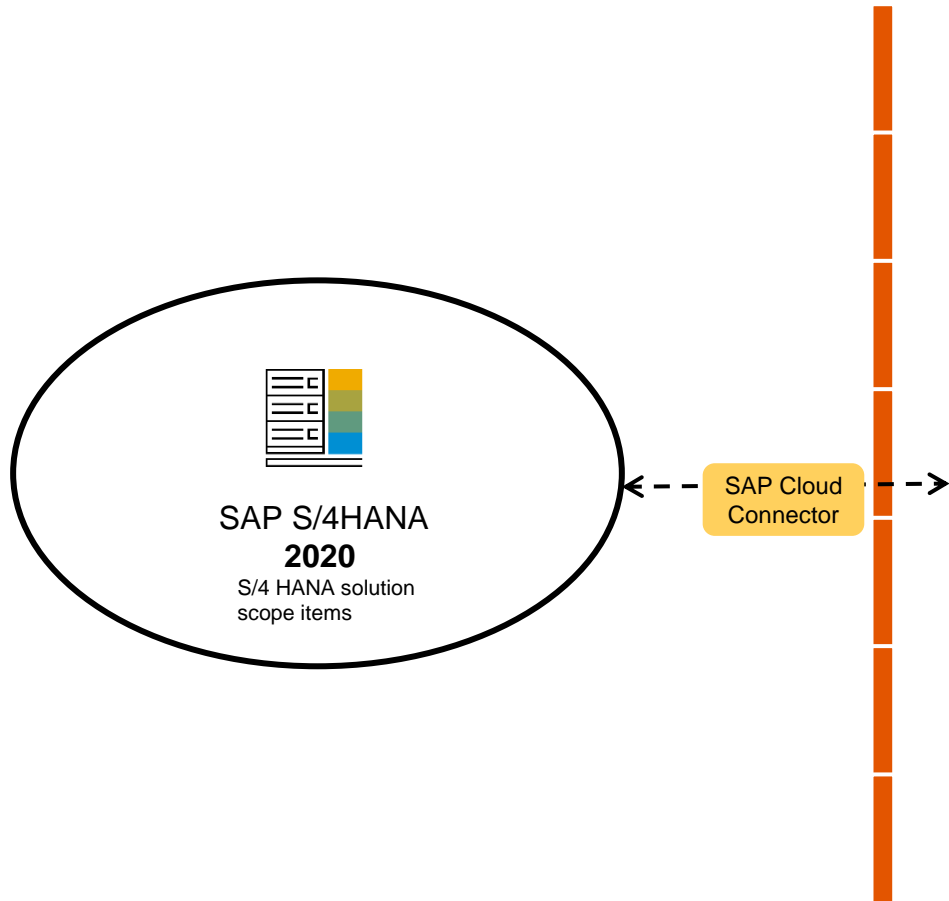 SAP S/4HANA
2020
S/4 HANA solution
scope items
SAP Cloud
Connector